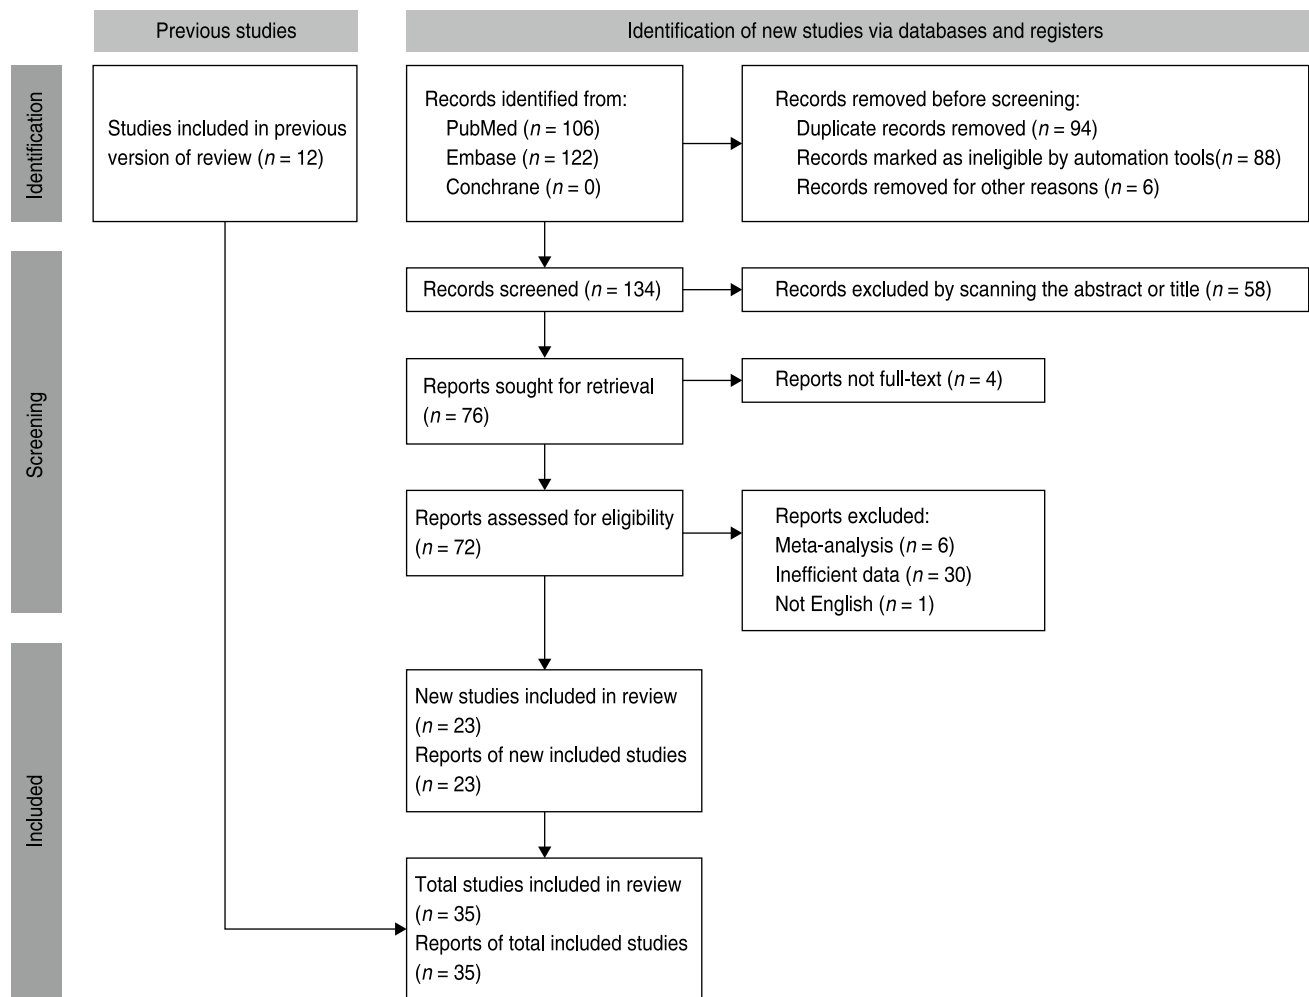 Previous studies
Identification of new studies via databases and registers
Identification
Studies included in previous
version of review (n = 12)
Records identified from:
PubMed (n = 106)
Embase (n = 122)
Conchrane (n = 0)
Records removed before screening:
Duplicate records removed (n = 94)
Records marked as ineligible by automation tools(n = 88)
Records removed for other reasons (n = 6)
Screening
Records screened (n = 134)
Records excluded by scanning the abstract or title (n = 58)
Reports sought for retrieval
(n = 76)
Reports not full-text (n = 4)
Reports assessed for eligibility
(n = 72)
Reports excluded:
Meta-analysis (n = 6)
Inefficient data (n = 30)
Not English (n = 1)
Included
New studies included in review
(n = 23)
Reports of new included studies
(n = 23)
Total studies included in review
(n = 35)
Reports of total included studies
(n = 35)